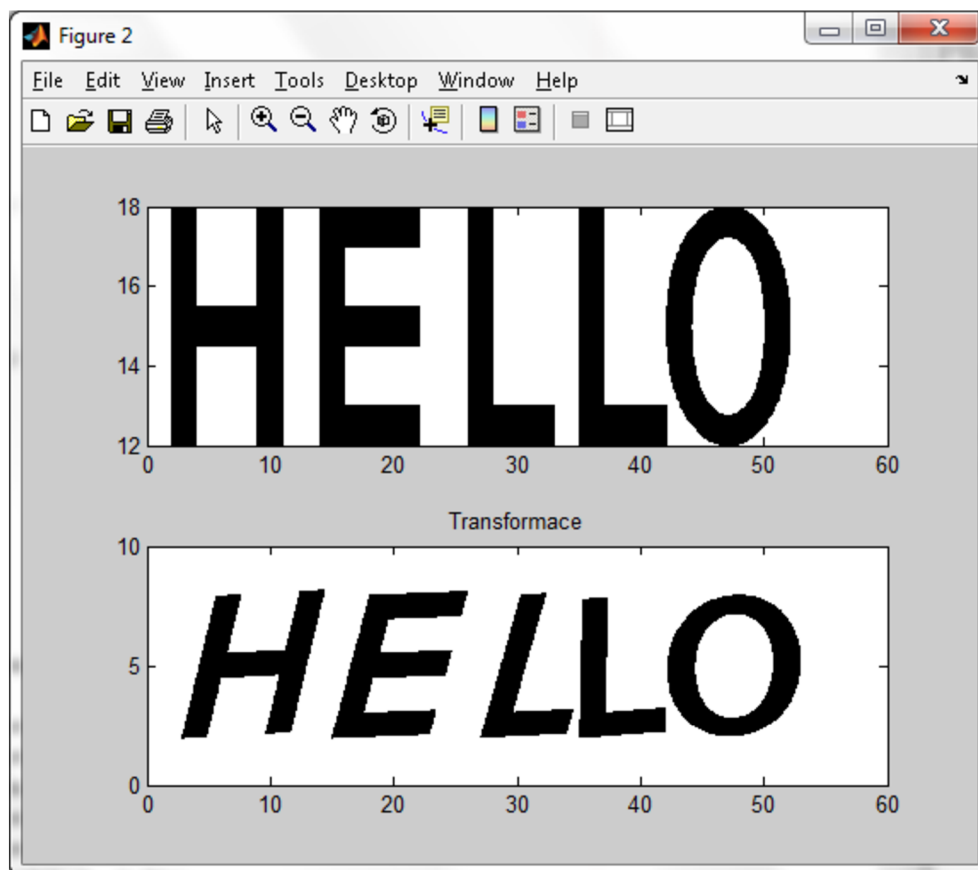 Figure 2
File Edit View Insert Tools Desktop Window Help
18
16
14
12
HELLO
0 10 20 30 40 50 60
Transformace
10
5
0
HELLO
0 10 20 30 40 50 60